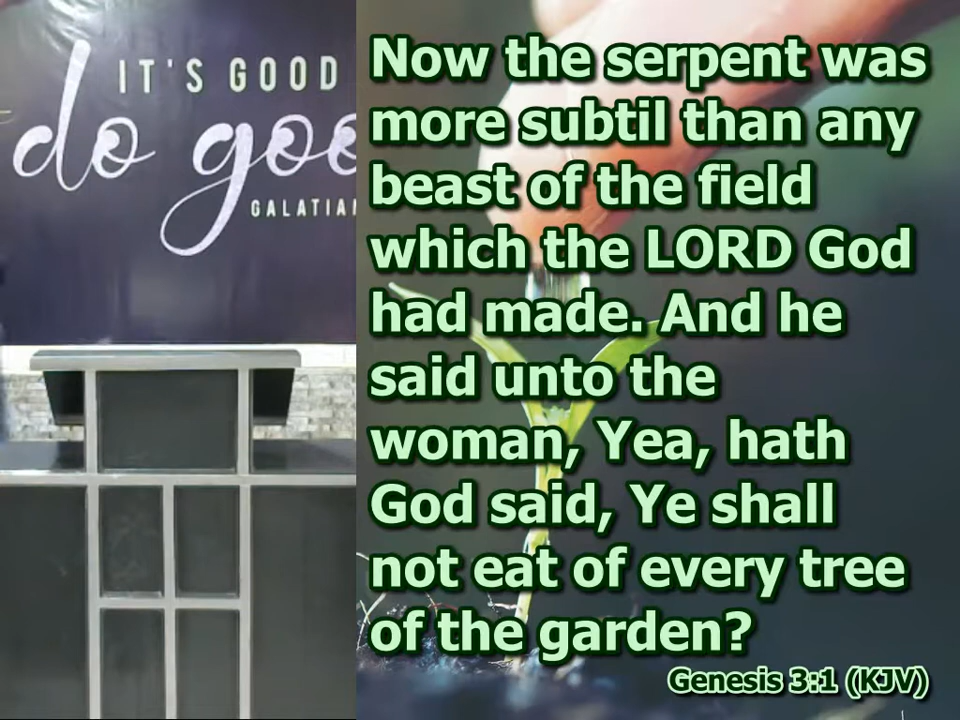 IT'S GOOD
do goo
GALATIA
Now the serpent was
more subtil than any
beast of the field
which the LORD God
had made. And he
said unto the
woman, Yea, hath
God said, Ye shall
not eat of every tree
of the garden?
Genesis 3:1 (KJV)